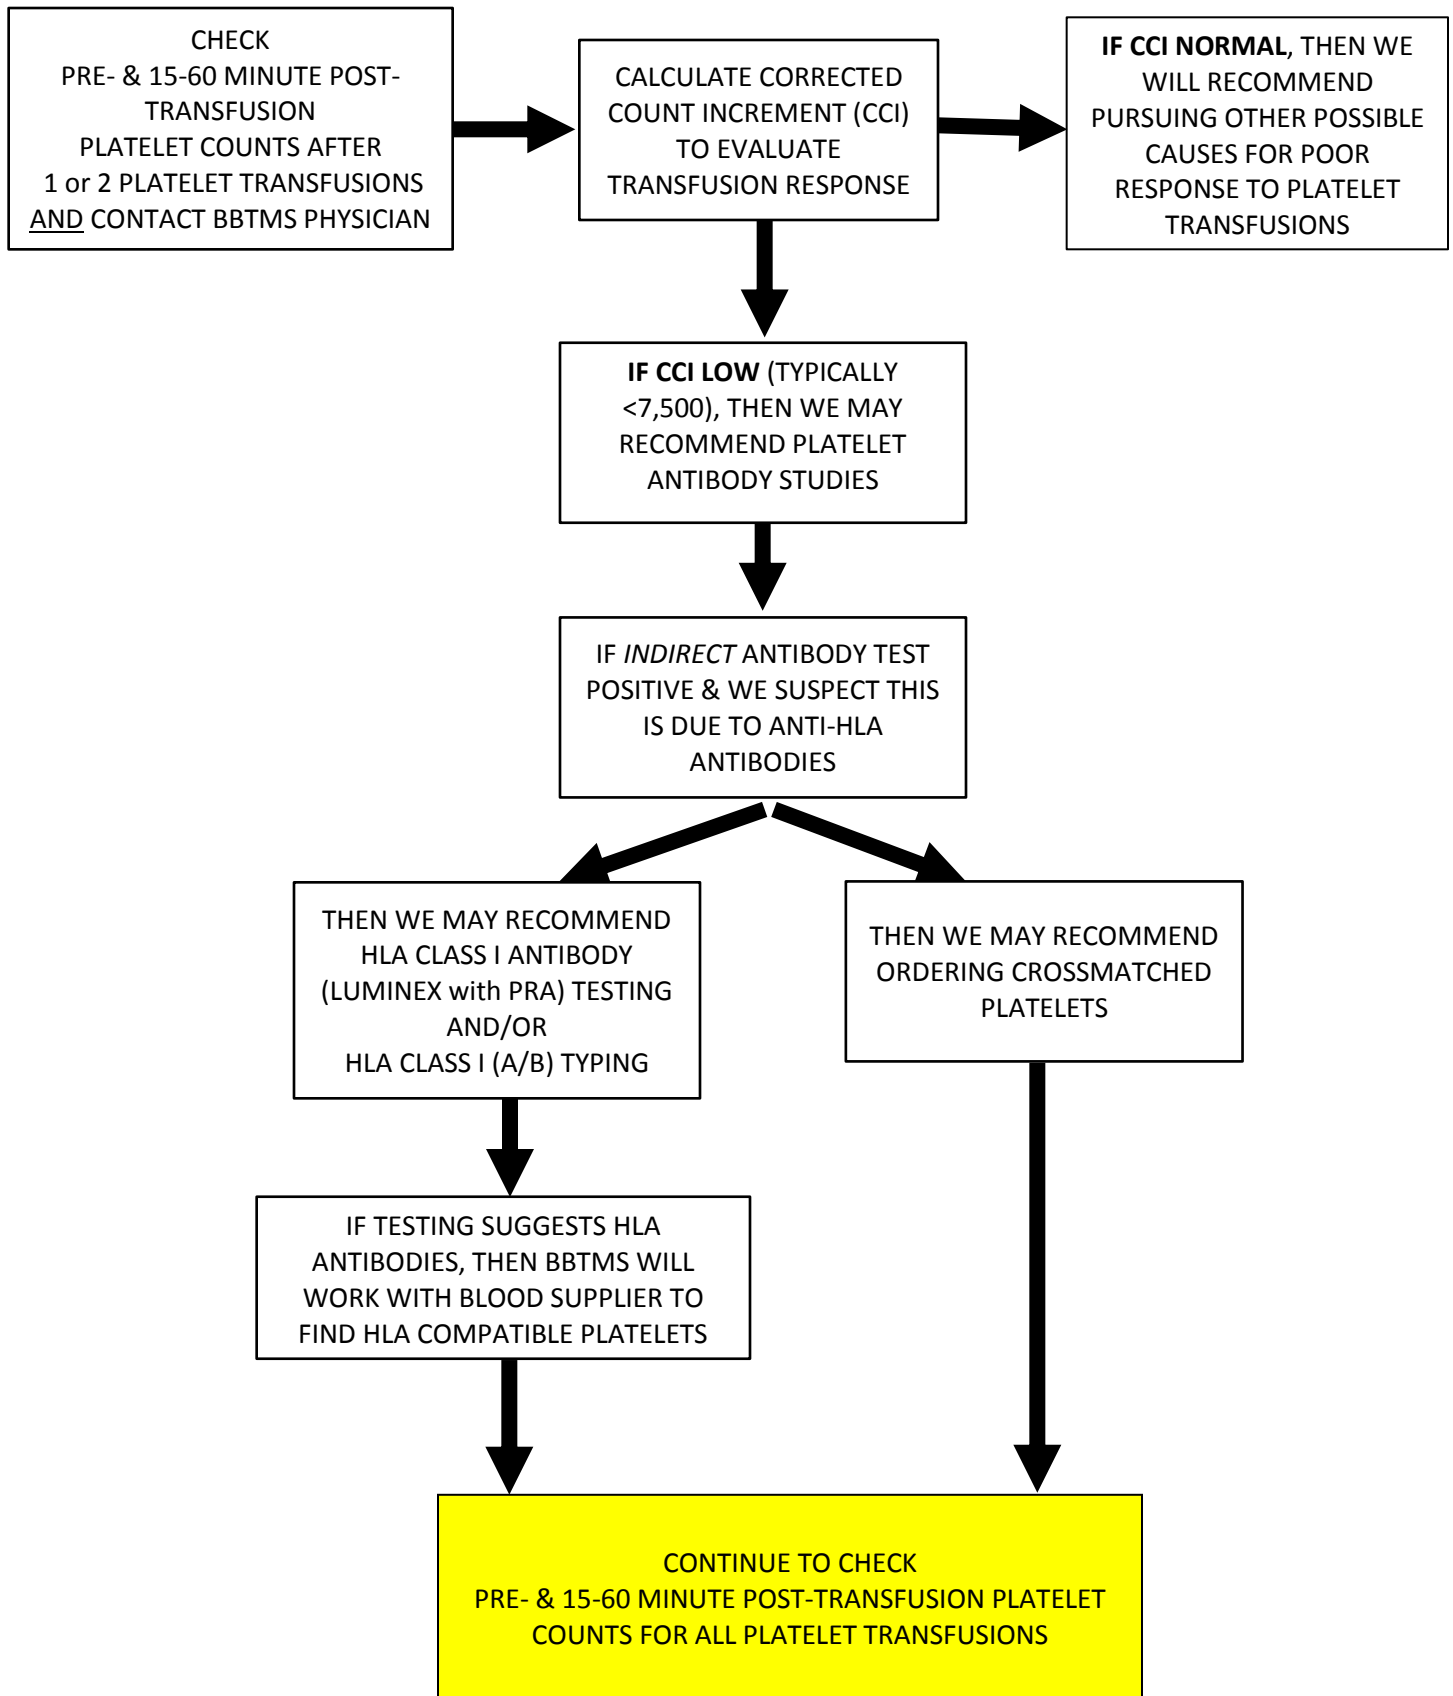 CHECK
PRE- & 15-60 MINUTE POST-
TRANSFUSION
PLATELET COUNTS AFTER
1 or 2 PLATELET TRANSFUSIONS
AND CONTACT BBTMS PHYSICIAN
CALCULATE CORRECTED
COUNT INCREMENT (CCI)
TO EVALUATE
TRANSFUSION RESPONSE
IF CCI NORMAL, THEN WE
WILL RECOMMEND
PURSUING OTHER POSSIBLE
CAUSES FOR POOR
RESPONSE TO PLATELET
TRANSFUSIONS
IF CCI LOW (TYPICALLY
<7,500), THEN WE MAY
RECOMMEND PLATELET
ANTIBODY STUDIES
IF INDIRECT ANTIBODY TEST
POSITIVE & WE SUSPECT THIS
IS DUE TO ANTI-HLA
ANTIBODIES
THEN WE MAY RECOMMEND
HLA CLASS I ANTIBODY
(LUMINEX with PRA) TESTING
AND/OR
HLA CLASS I (A/B) TYPING
THEN WE MAY RECOMMEND
ORDERING CROSSMATCHED
PLATELETS
IF TESTING SUGGESTS HLA
ANTIBODIES, THEN BBTMS WILL
WORK WITH BLOOD SUPPLIER TO
FIND HLA COMPATIBLE PLATELETS
CONTINUE TO CHECK
PRE- & 15-60 MINUTE POST-TRANSFUSION PLATELET
COUNTS FOR ALL PLATELET TRANSFUSIONS